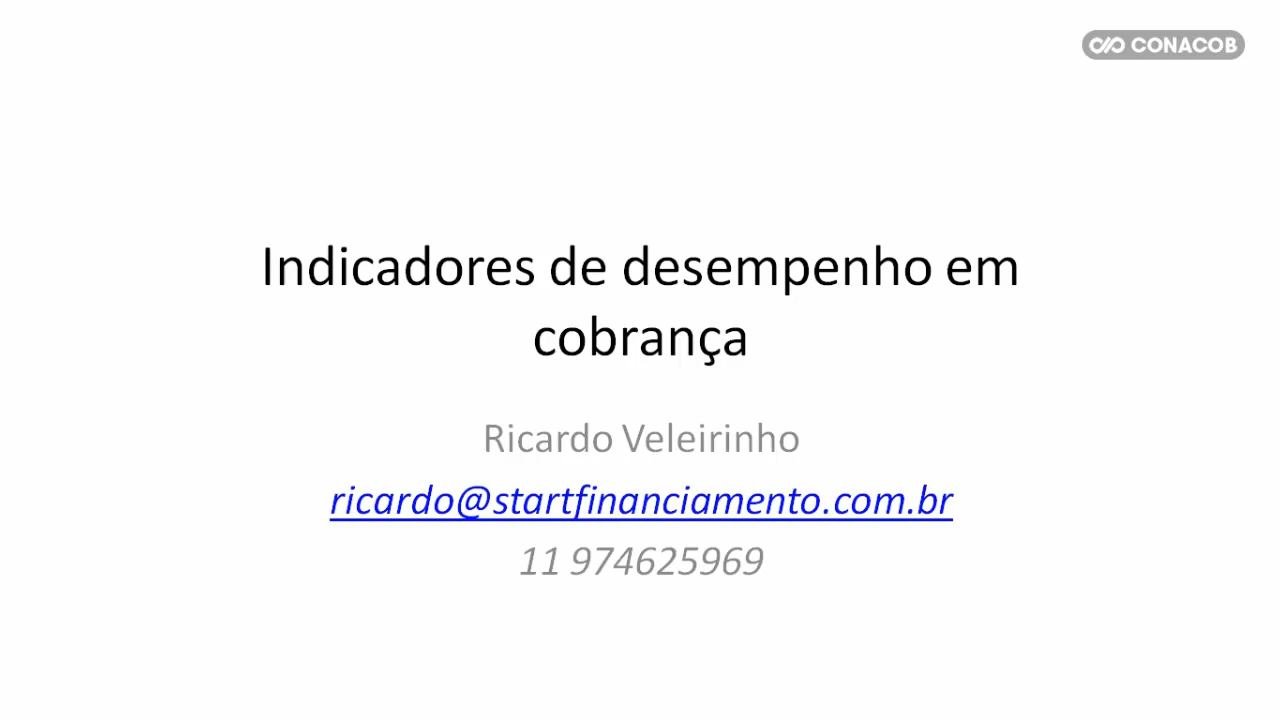 CONACOB
Indicadores de desempenho em
cobrança
Ricardo Veleirinho
ricardo@startfinanciamento.com.br
11 974625969